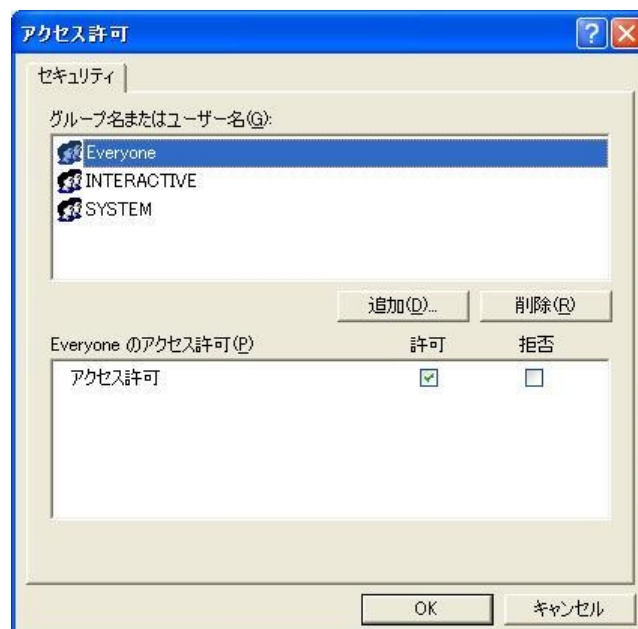 アクセス許可
セキュリティ
グループ名またはユーザー名(G):
Everyone
INTERACTIVE
SYSTEM
追加(D)... 削除(R)
Everyone のアクセス許可(P) 許可 拒否
アクセス許可
OK キャンセル